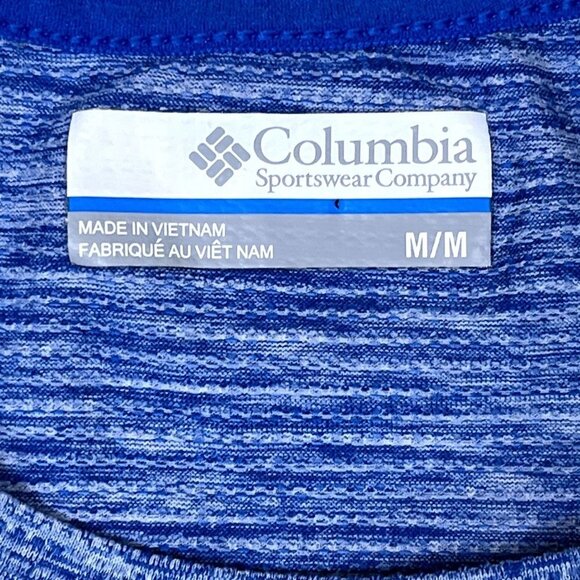 Columbia
Sportswear Company
MADE IN VIETNAM
FABRIQUÉ AU VIÊT NAM
M/M